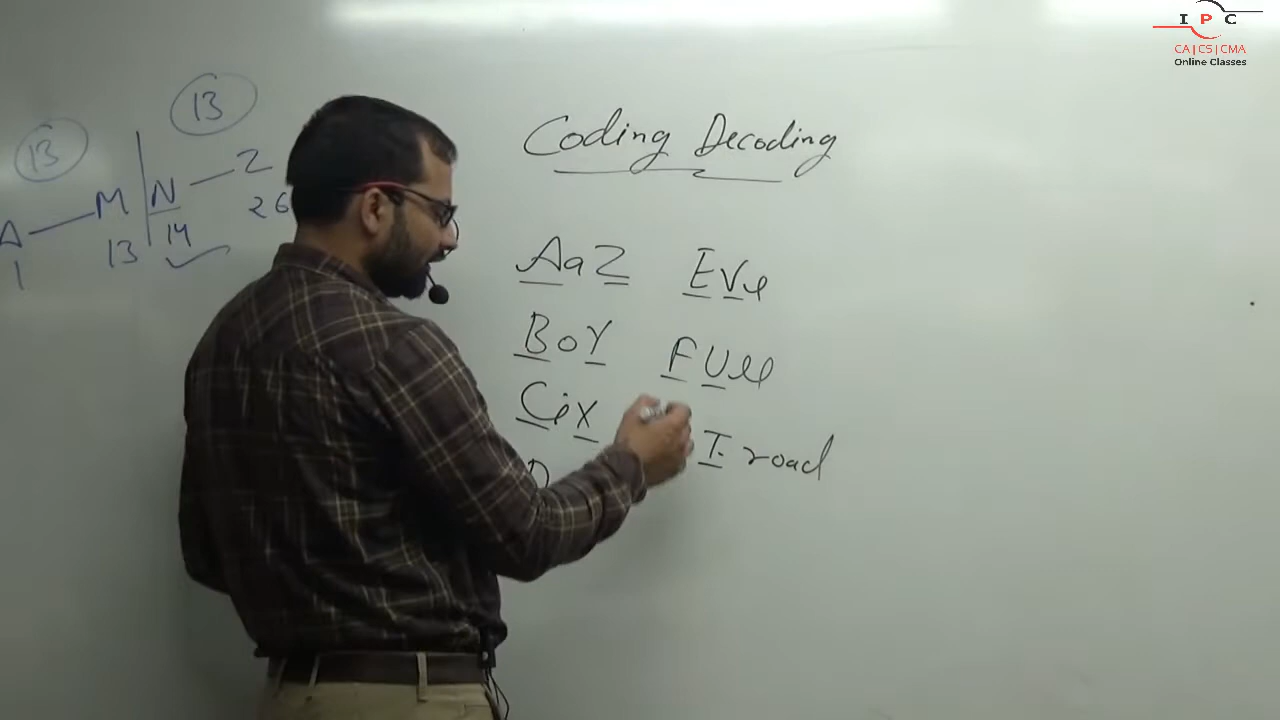 I P C
CA|CS|CMA
Online Classes
13
13
A — M | N — Z
1 13 14 26
Coding Decoding
AaZ EVe
BoY FUll
Cix T. road
D